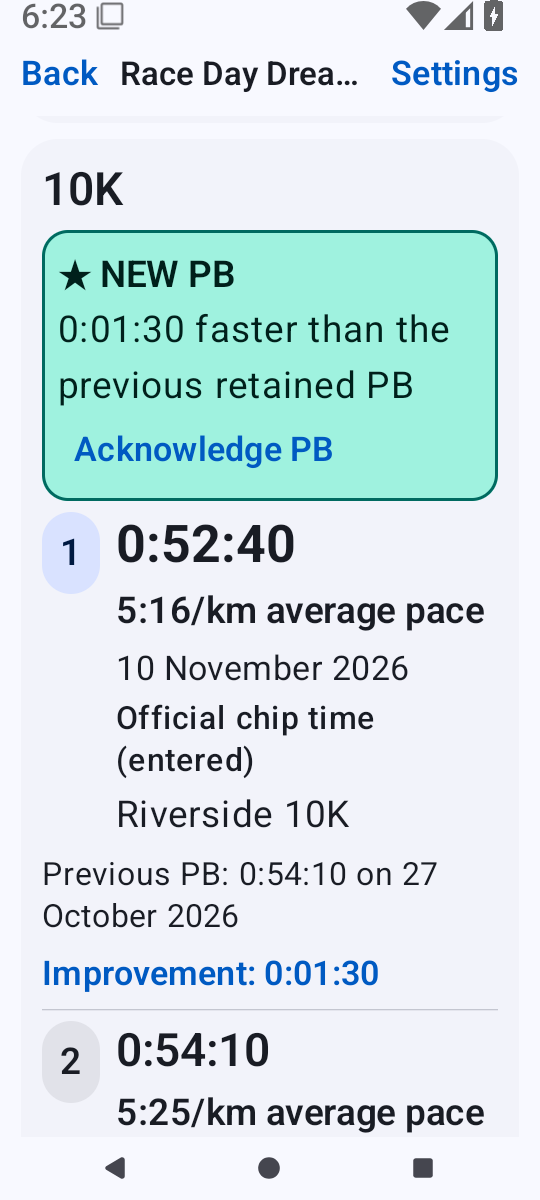 6:23
Back Race Day Drea... Settings
10K
★ NEW PB
0:01:30 faster than the
previous retained PB
Acknowledge PB
1 0:52:40
5:16/km average pace
10 November 2026
Official chip time
(entered)
Riverside 10K
Previous PB: 0:54:10 on 27
October 2026
Improvement: 0:01:30
2 0:54:10
5:25/km average pace